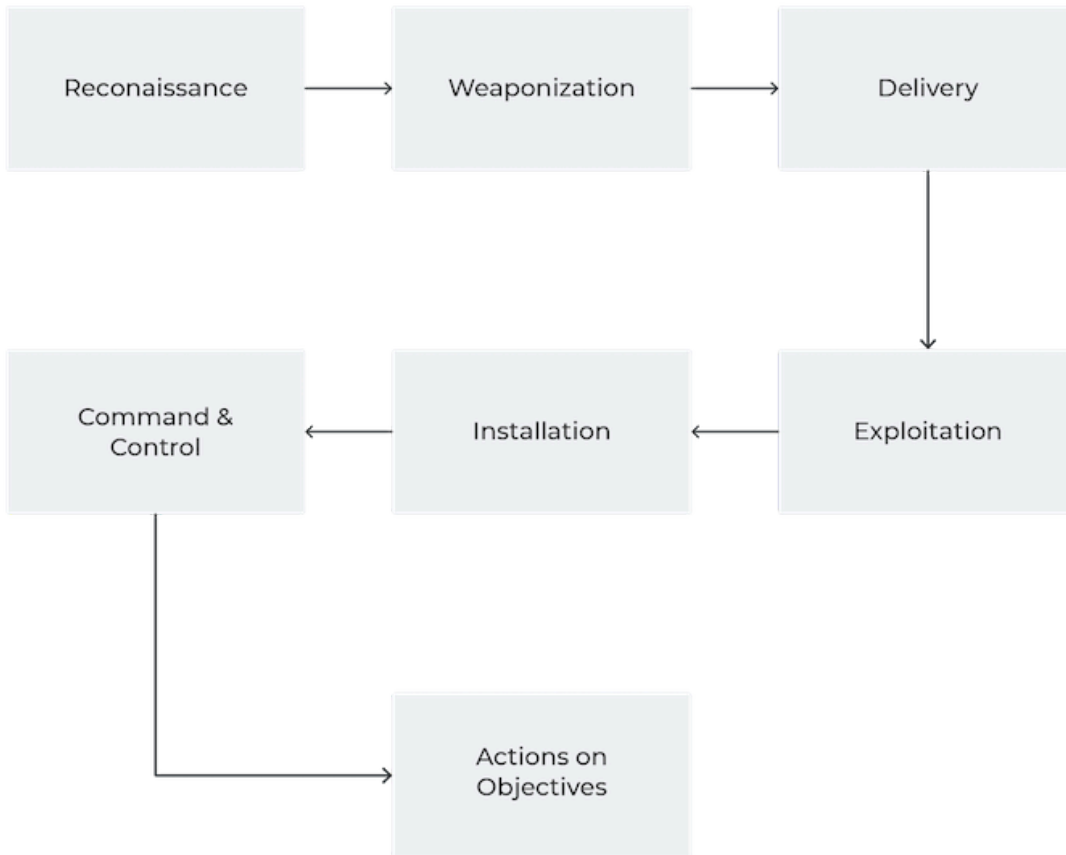 Reconaissance
Weaponization
Delivery
Command &
Control
Installation
Exploitation
Actions on
Objectives